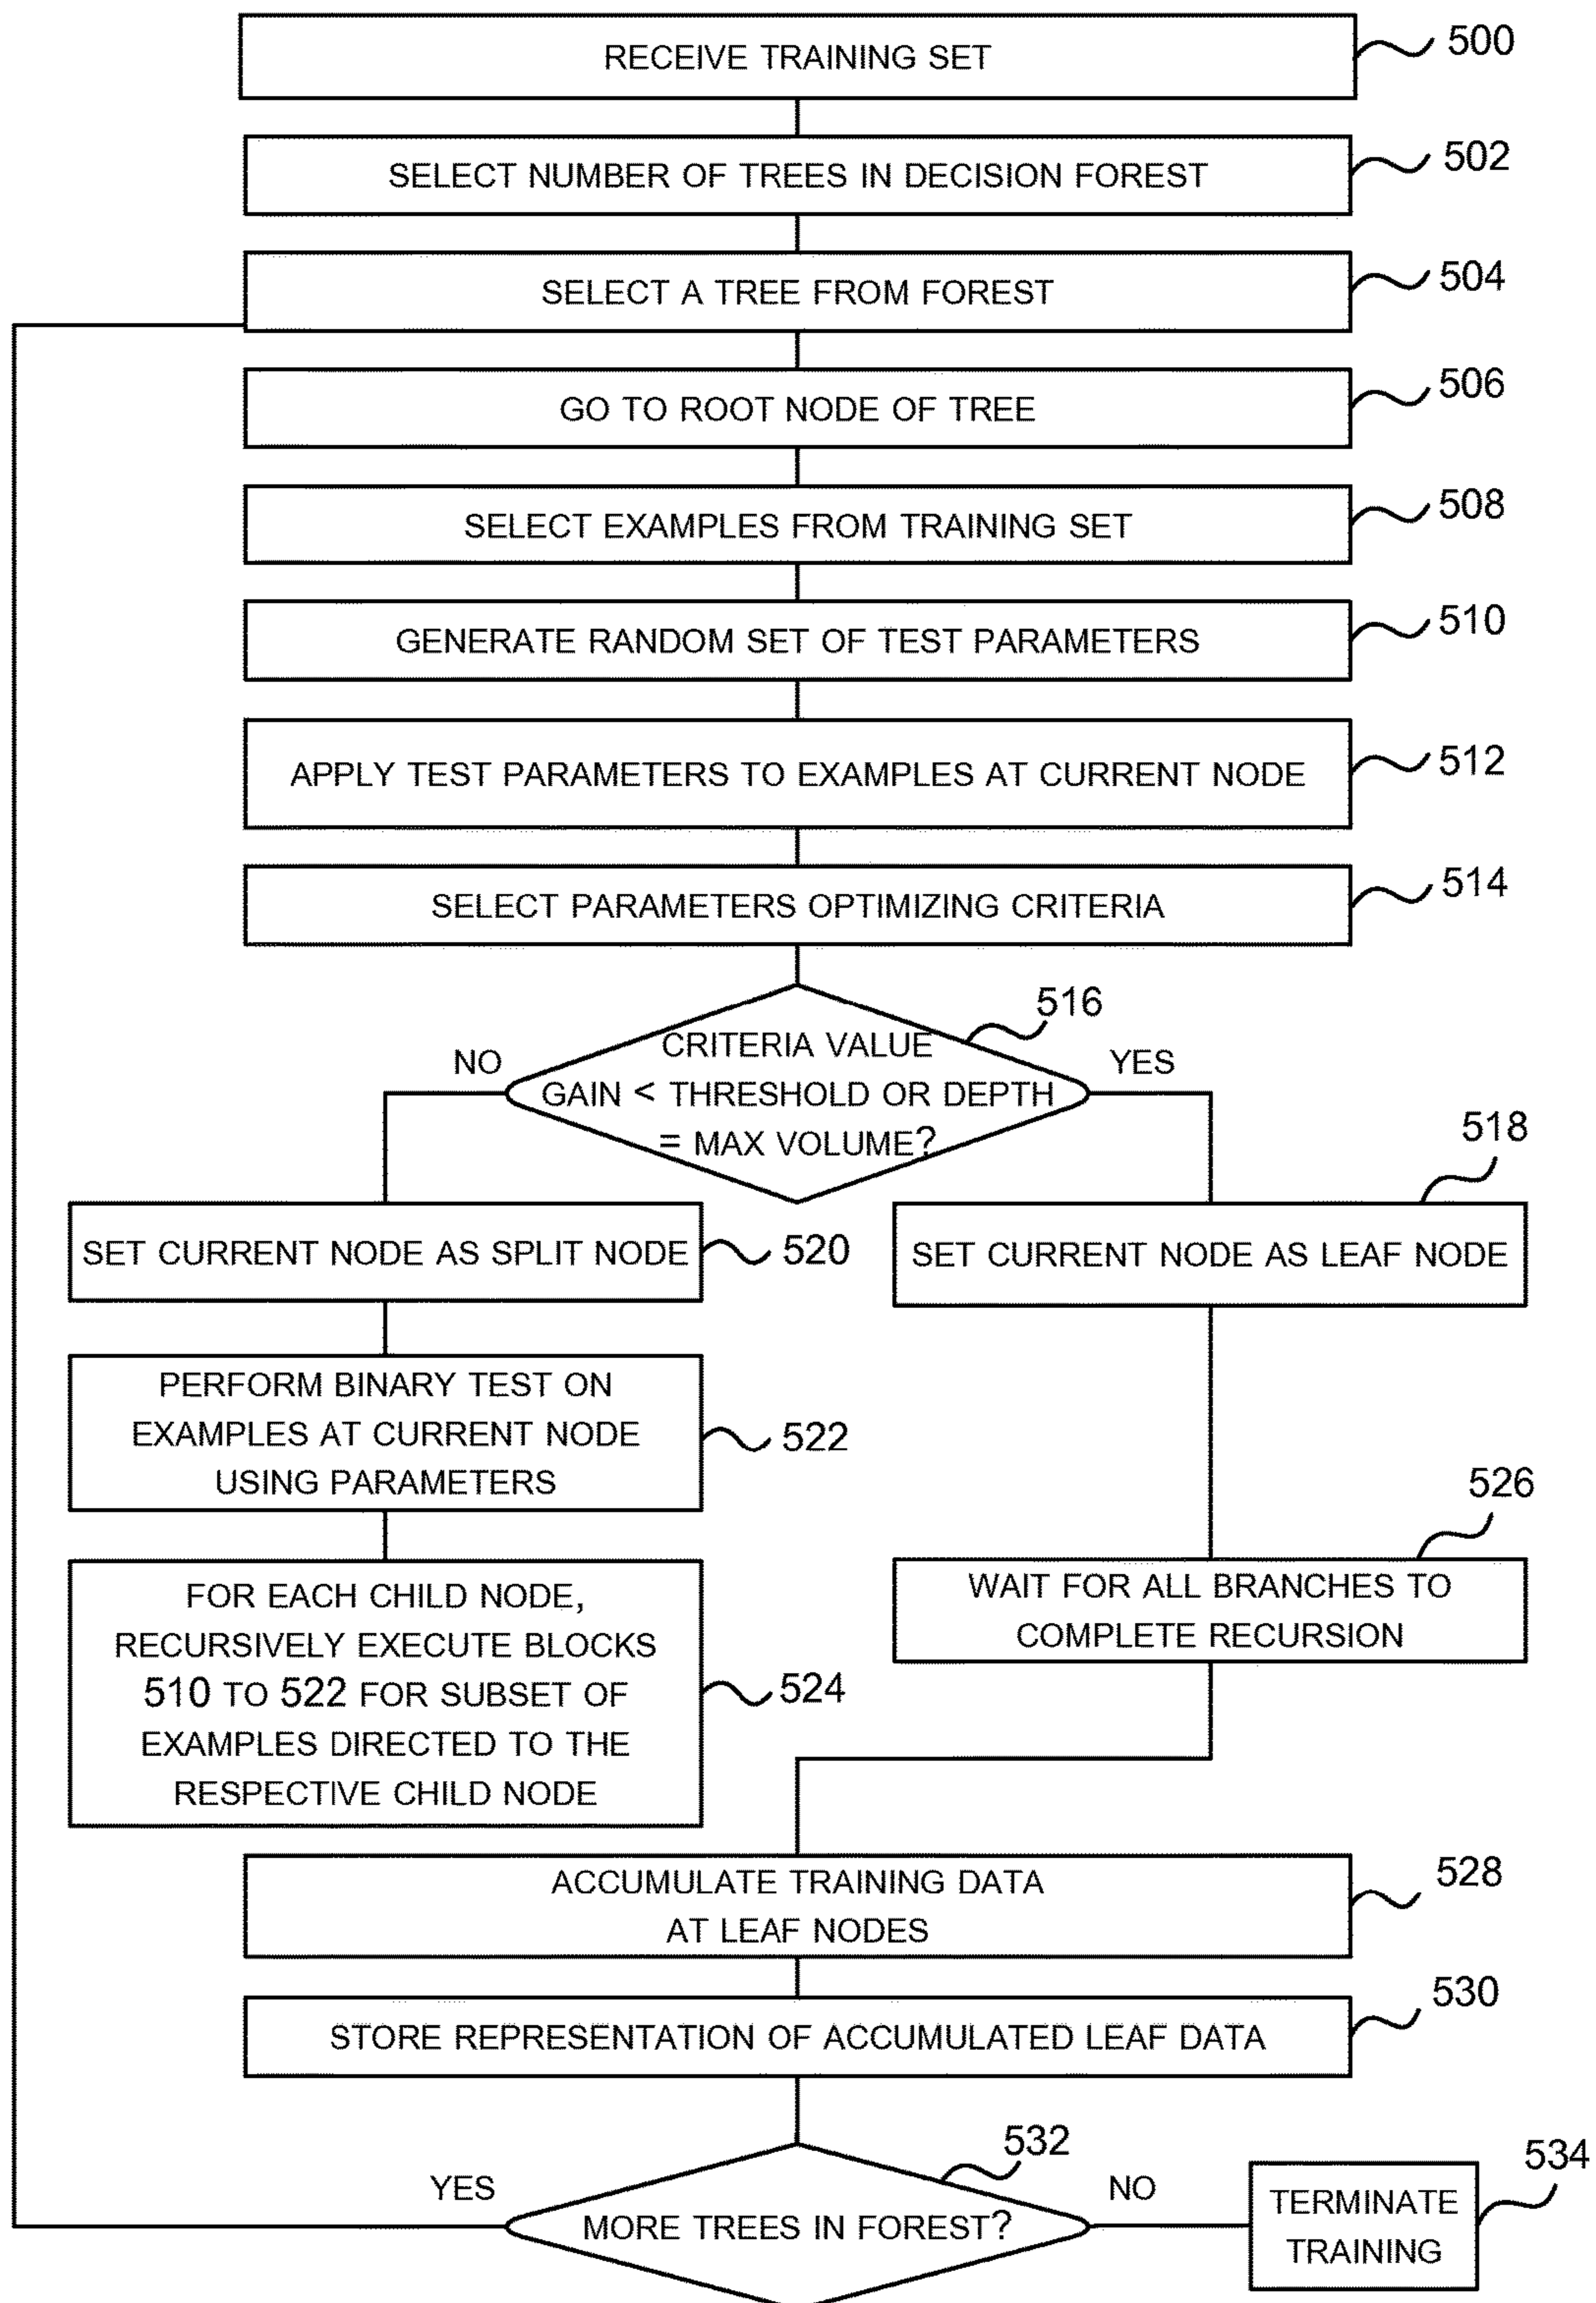 RECEIVE TRAINING SET
500
SELECT NUMBER OF TREES IN DECISION FOREST
502
SELECT A TREE FROM FOREST
504
GO TO ROOT NODE OF TREE
506
SELECT EXAMPLES FROM TRAINING SET
508
GENERATE RANDOM SET OF TEST PARAMETERS
510
APPLY TEST PARAMETERS TO EXAMPLES AT CURRENT NODE
512
SELECT PARAMETERS OPTIMIZING CRITERIA
514
516
CRITERIA VALUE
GAIN < THRESHOLD OR DEPTH
= MAX VOLUME?
NO
YES
518
SET CURRENT NODE AS SPLIT NODE
520
SET CURRENT NODE AS LEAF NODE
PERFORM BINARY TEST ON
EXAMPLES AT CURRENT NODE
USING PARAMETERS
522
526
FOR EACH CHILD NODE,
RECURSIVELY EXECUTE BLOCKS
510 TO 522 FOR SUBSET OF
EXAMPLES DIRECTED TO THE
RESPECTIVE CHILD NODE
524
WAIT FOR ALL BRANCHES TO
COMPLETE RECURSION
ACCUMULATE TRAINING DATA
AT LEAF NODES
528
STORE REPRESENTATION OF ACCUMULATED LEAF DATA
530
532
YES
MORE TREES IN FOREST?
NO
534
TERMINATE
TRAINING